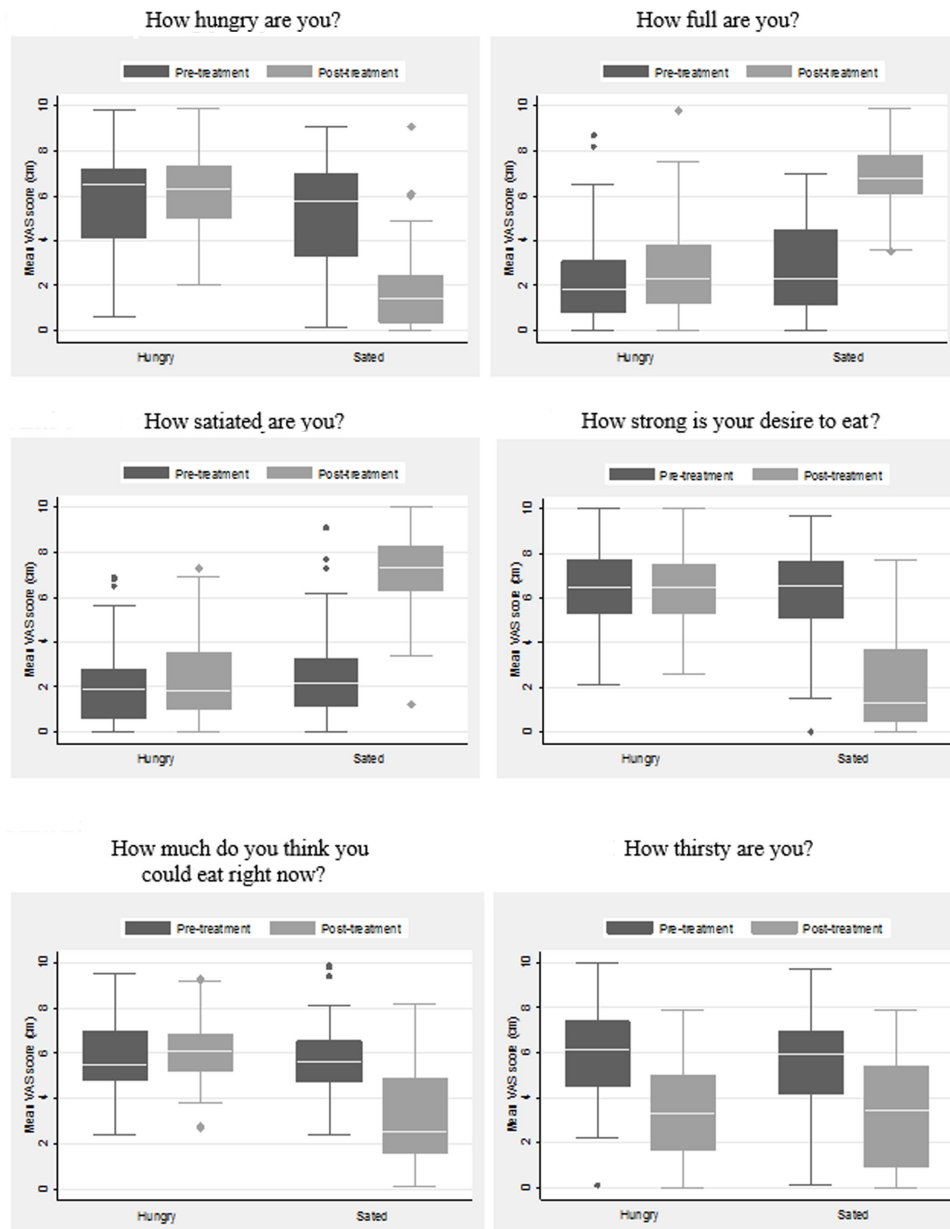 How hungry are you?
Pre-treatment Post-treatment
Mean VAS score (cm)
10
8
6
4
2
0
Hungry Sated
How full are you?
Pre-treatment Post-treatment
Mean VAS score (cm)
10
8
6
4
2
0
Hungry Sated
How satiated are you?
Pre-treatment Post-treatment
Mean VAS score (cm)
10
8
6
4
2
0
Hungry Sated
How strong is your desire to eat?
Pre-treatment Post-treatment
Mean VAS score (cm)
10
8
6
4
2
0
Hungry Sated
How much do you think you
could eat right now?
Pre-treatment Post-treatment
Mean VAS score (cm)
10
8
6
4
2
0
Hungry Sated
How thirsty are you?
Pre-treatment Post-treatment
Mean VAS score (cm)
10
8
6
4
2
0
Hungry Sated